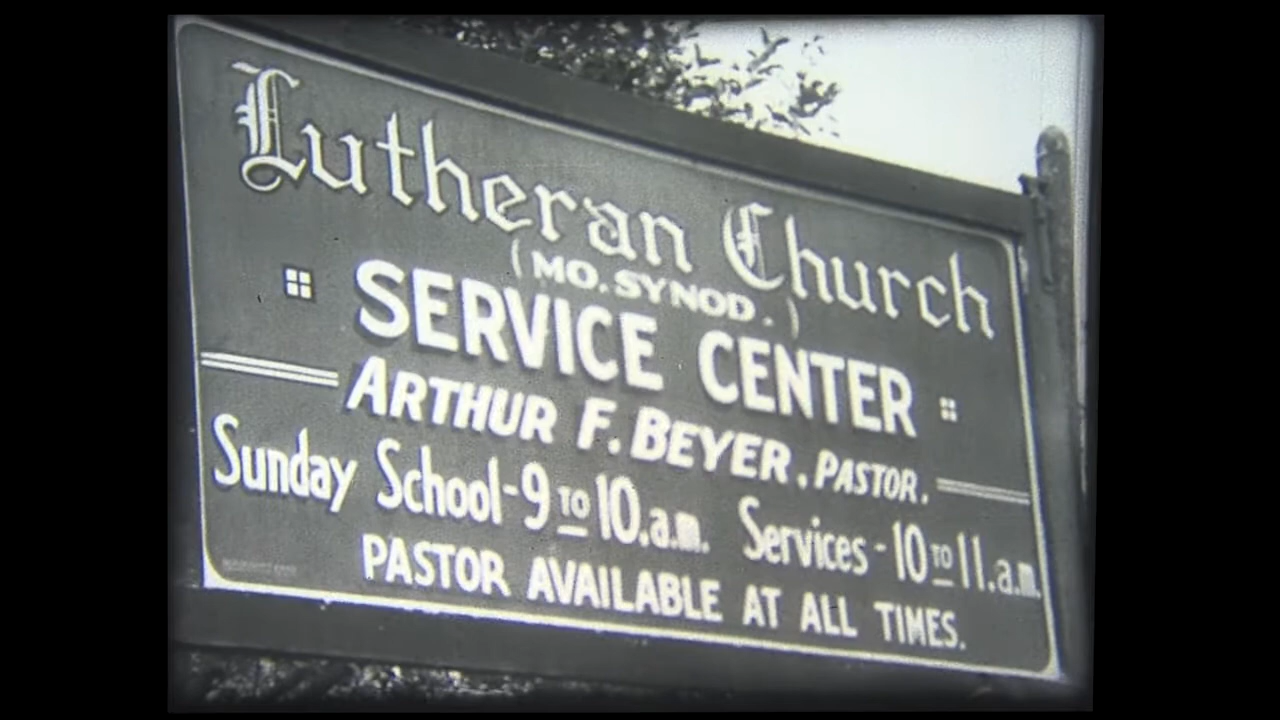 Lutheran Church
(MO. SYNOD.)
SERVICE CENTER
ARTHUR F. BEYER, PASTOR.
Sunday School-9 TO 10.a.m. Services-10 TO 11.a.m.
PASTOR AVAILABLE AT ALL TIMES.